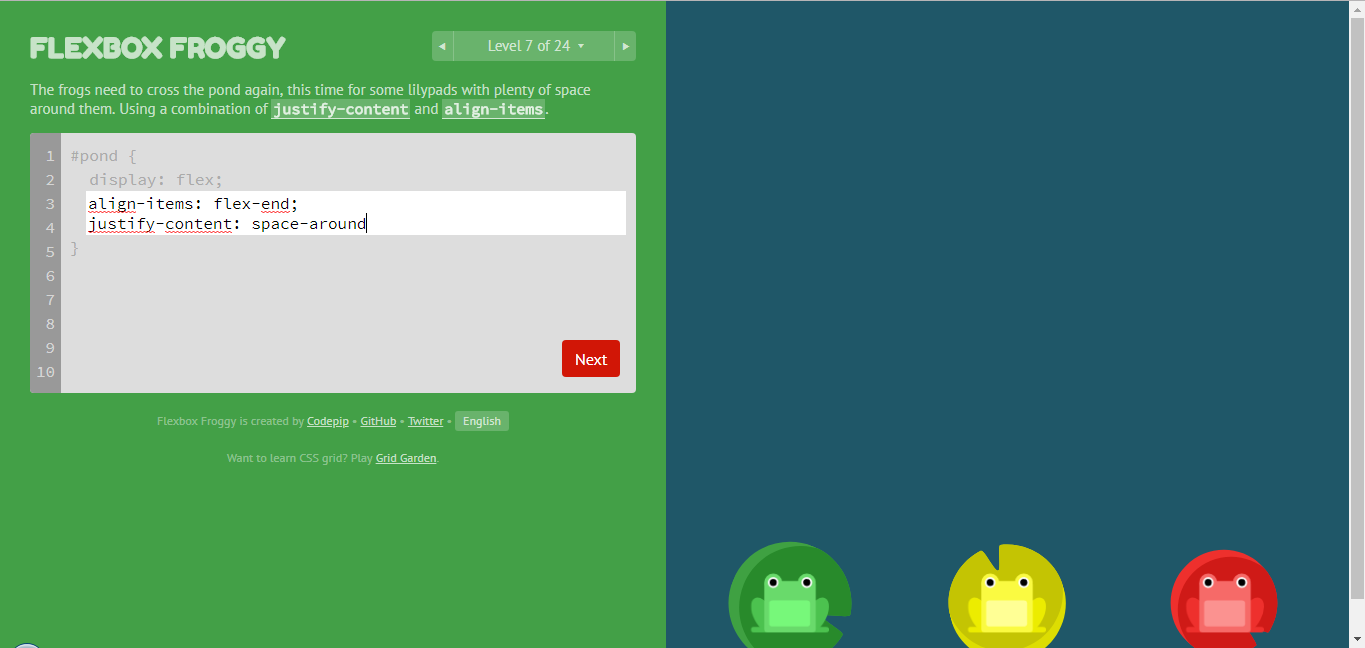 FLEXBOX FROGGY
◄ Level 7 of 24 ▾ ►
The frogs need to cross the pond again, this time for some lilypads with plenty of space
around them. Using a combination of justify-content and align-items.
1 #pond {
2 display: flex;
3 align-items: flex-end;
4 justify-content: space-around
5 }
6
7
8
9
10
Next
Flexbox Froggy is created by Codepip • GitHub • Twitter • English
Want to learn CSS grid? Play Grid Garden.